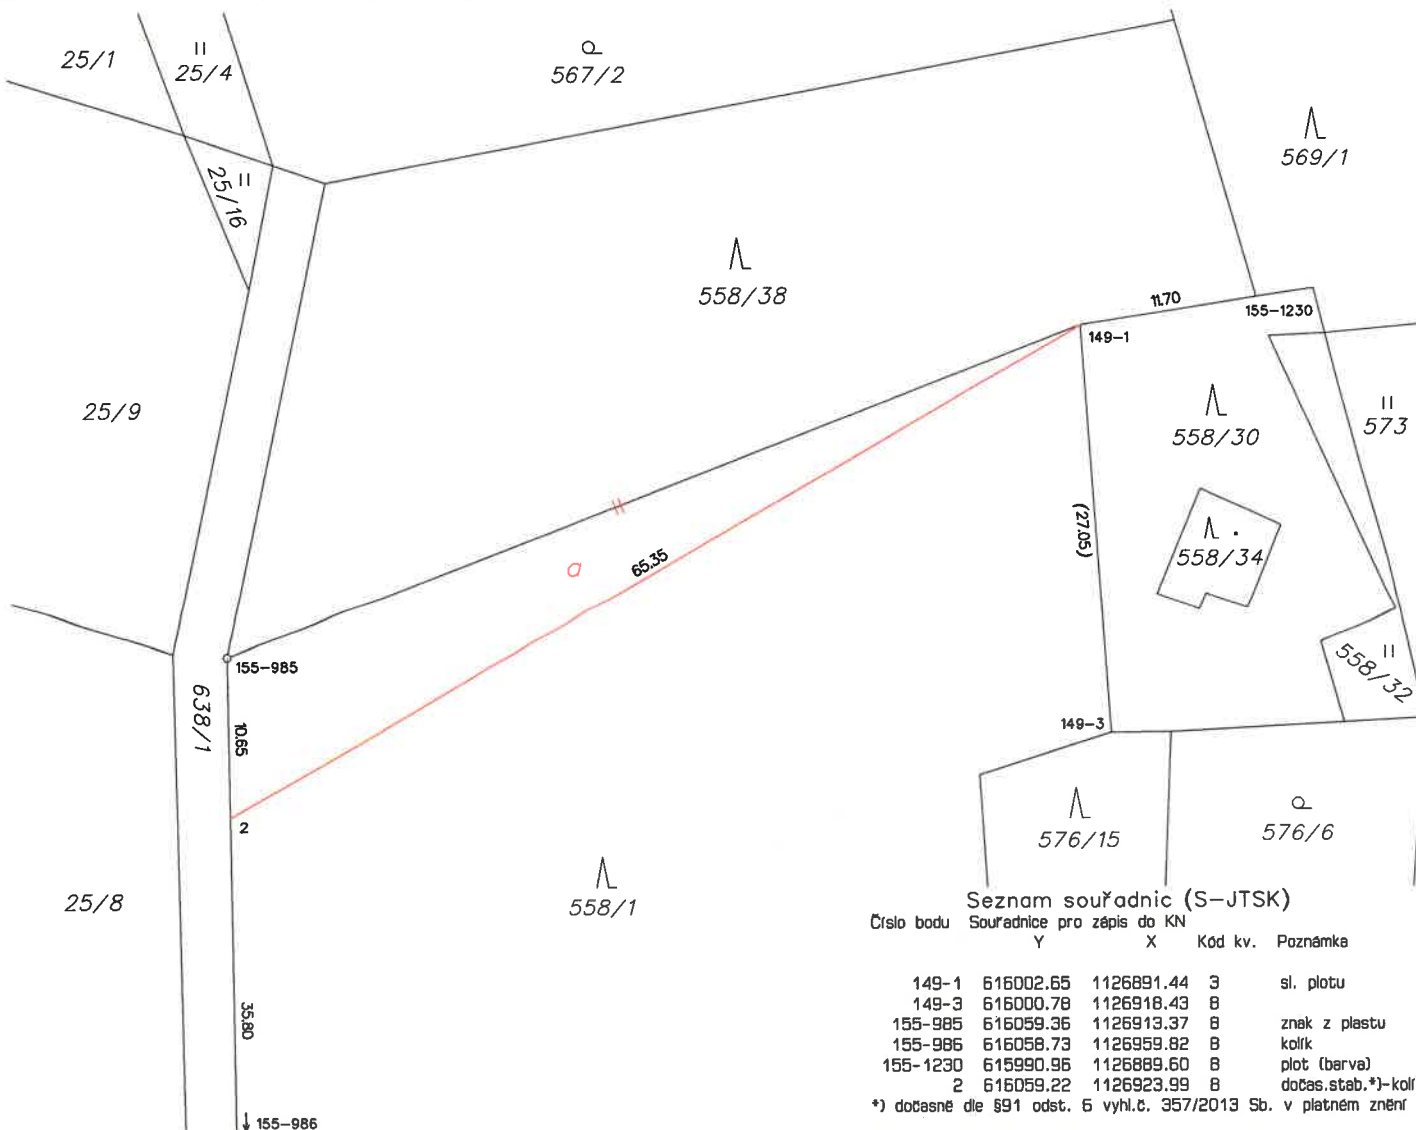 25/1
25/4
567/2
569/1
25/16
558/38
11.70
155-1230
149-1
25/9
558/30
573
(27.05)
558/34
65.35
a
155-985
558/32
638/1
10.65
149-3
2
576/15
576/6
25/8
558/1
35.80
155-986
Seznam souřadnic (S-JTSK)
Číslo bodu Souřadnice pro zápis do KN
Y X Kód kv. Poznámka
149-1 616002.65 1126891.44 3 sl. plotu
149-3 616000.78 1126918.43 8
155-985 616059.36 1126913.37 8 znak z plastu
155-986 616058.73 1126959.82 8 kolík
155-1230 615990.96 1126889.60 8 plot (barva)
2 616059.22 1126923.99 8 dočas.stab.*)-kolí
*) dočasně dle §91 odst. 6 vyhl.č. 357/2013 Sb. v platném znění